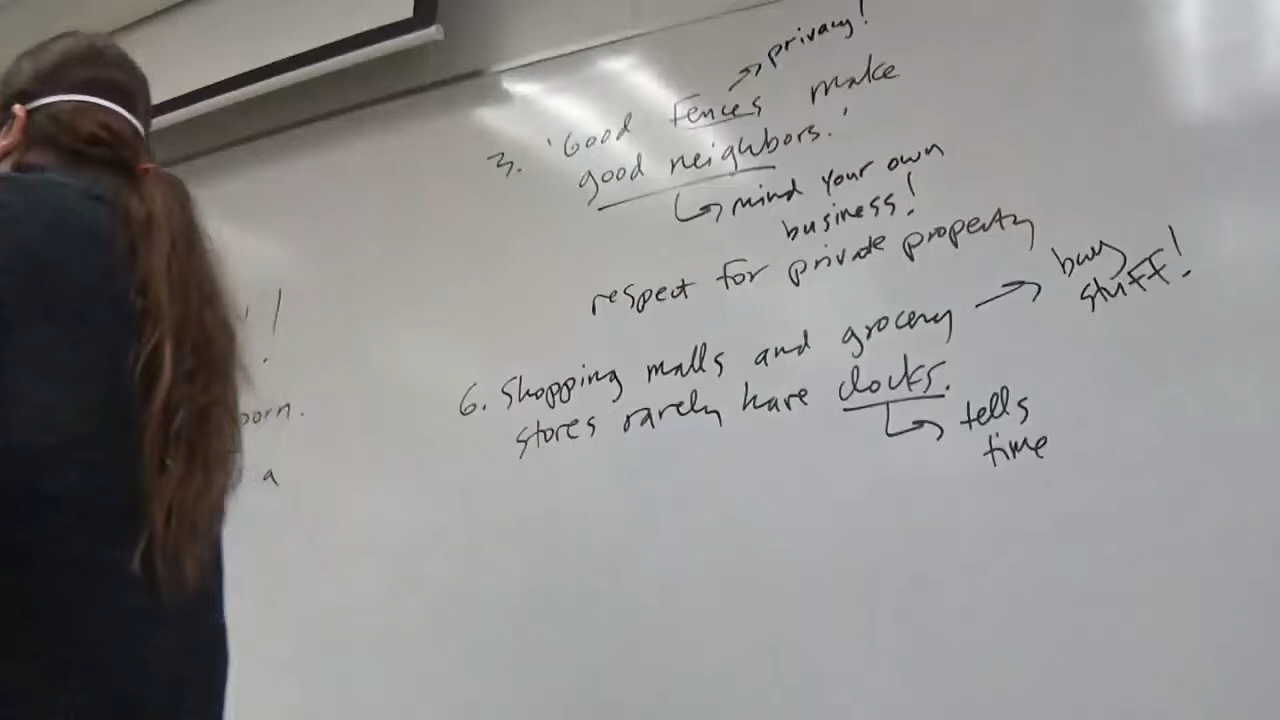 privacy!
3. 'Good Fences make
good neighbors.'
mind your own
business!
respect for private property
6. Shopping malls and grocery
buy
stuff!
stores rarely have clocks.
tells
time
a